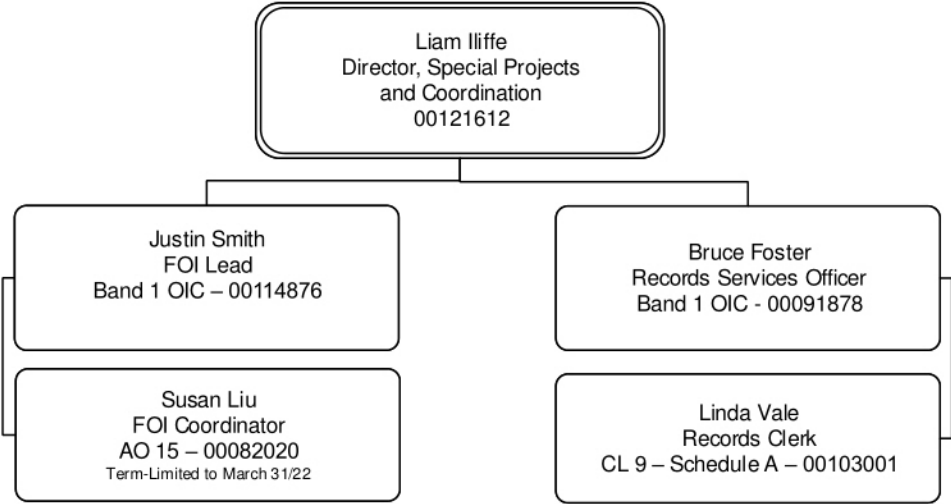 Liam Iliffe
Director, Special Projects
and Coordination
00121612
Justin Smith
FOI Lead
Band 1 OIC – 00114876
Bruce Foster
Records Services Officer
Band 1 OIC - 00091878
Susan Liu
FOI Coordinator
AO 15 – 00082020
Term-Limited to March 31/22
Linda Vale
Records Clerk
CL 9 – Schedule A – 00103001